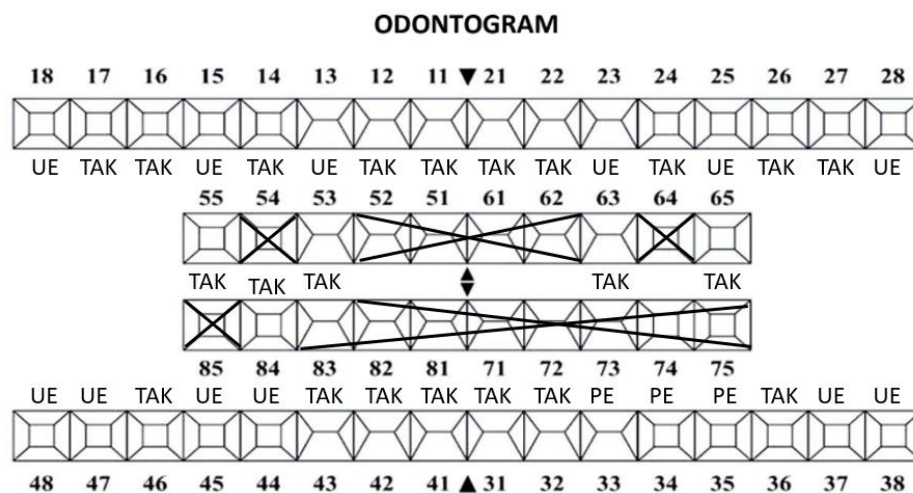 ODONTOGRAM
18 17 16 15 14 13 12 11 ▼ 21 22 23 24 25 26 27 28
UE TAK TAK UE TAK UE TAK TAK TAK TAK UE TAK UE TAK TAK UE
55 54 53 52 51 61 62 63 64 65
TAK TAK TAK TAK TAK
85 84 83 82 81 71 72 73 74 75
UE UE TAK UE UE TAK TAK TAK TAK TAK PE PE PE TAK UE UE
48 47 46 45 44 43 42 41 ▲ 31 32 33 34 35 36 37 38